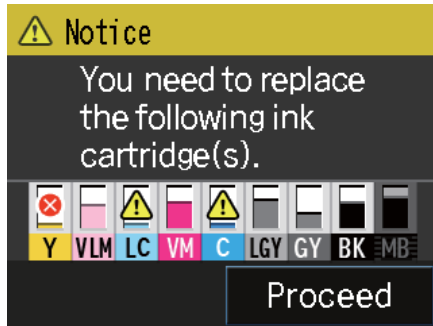 Notice
You need to replace
the following ink
cartridge(s).
Y VLM LC VM C LGY GY BK MB
Proceed